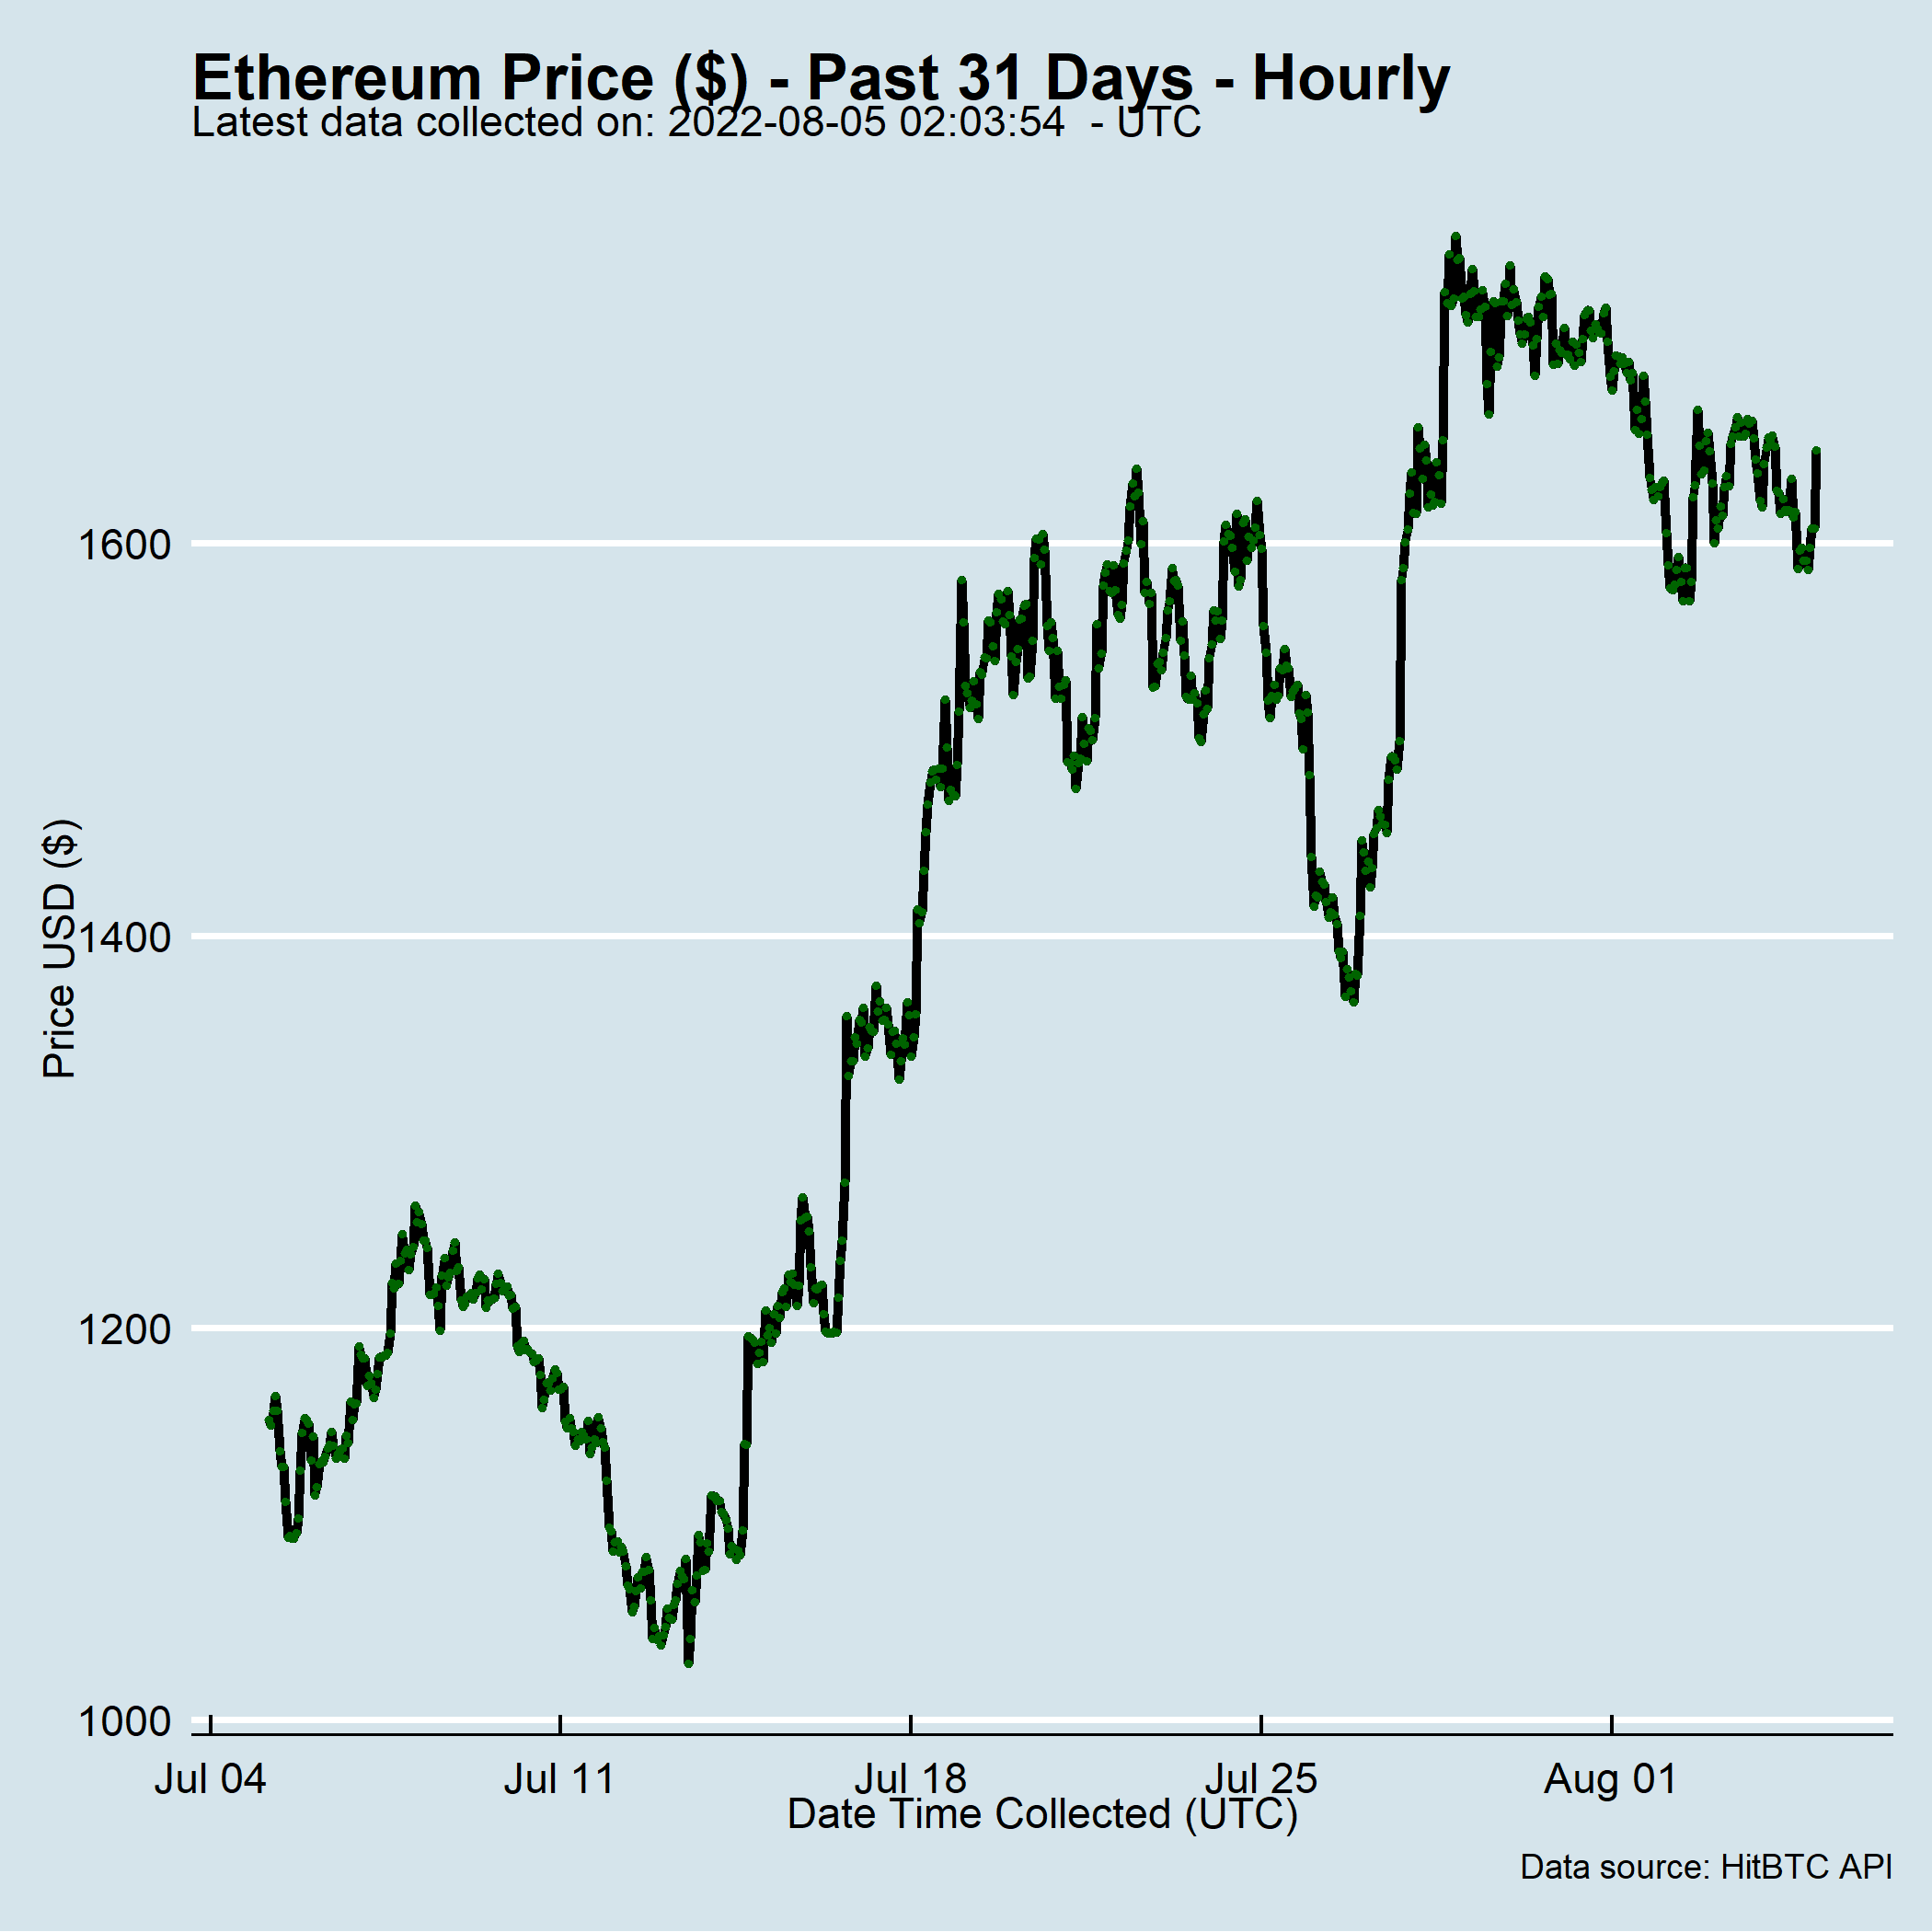 Ethereum Price ($) - Past 31 Days - Hourly
Latest data collected on: 2022-08-05 02:03:54  - UTC
Price USD ($)
1600
1400
1200
1000
Jul 04 Jul 11 Jul 18 Jul 25 Aug 01
Date Time Collected (UTC)
Data source: HitBTC API